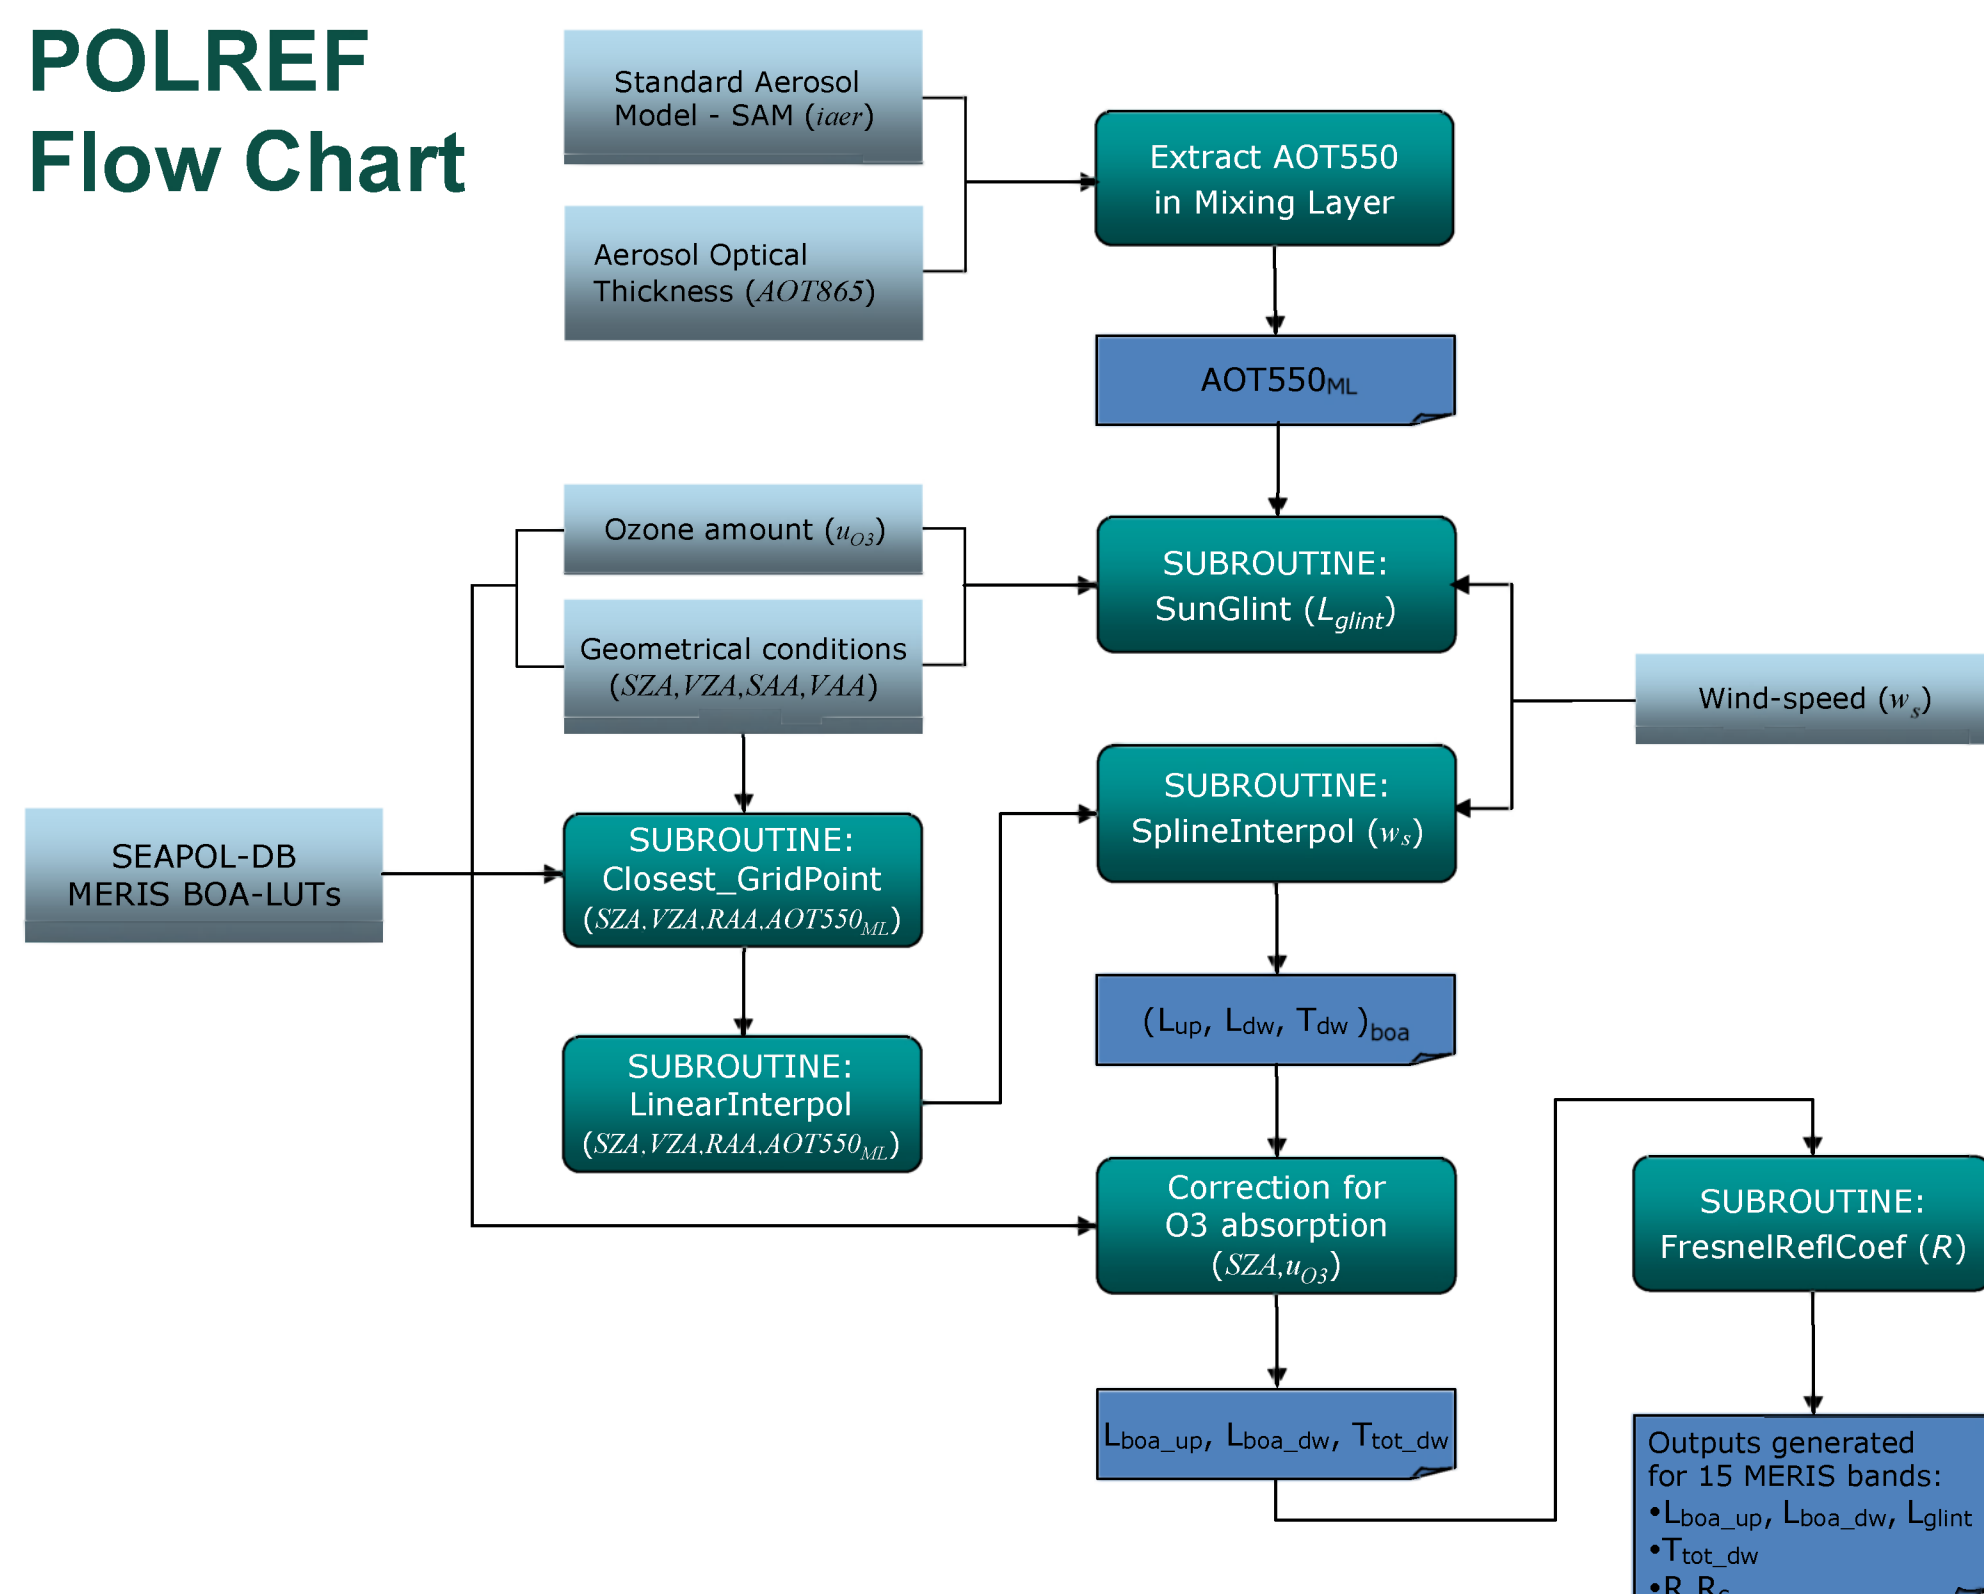 POLREF
Flow Chart
Standard Aerosol
Model - SAM (iaer)
Aerosol Optical
Thickness (AOT865)
Extract AOT550
in Mixing Layer
AOT550ML
Ozone amount (uO3)
Geometrical conditions
(SZA,VZA,SAA,VAA)
SUBROUTINE:
SunGlint (Lglint)
Wind-speed (ws)
SUBROUTINE:
SplineInterpol (ws)
SEAPOL-DB
MERIS BOA-LUTs
SUBROUTINE:
Closest_GridPoint
(SZA,VZA,RAA,AOT550ML)
SUBROUTINE:
LinearInterpol
(SZA,VZA,RAA,AOT550ML)
(Lup, Ldw, Tdw )boa
Correction for
O3 absorption
(SZA,uO3)
SUBROUTINE:
FresnelReflCoef (R)
Lboa_up, Lboa_dw, Ttot_dw
Outputs generated
for 15 MERIS bands:
•Lboa_up, Lboa_dw, Lglint
•Ttot_dw
•R